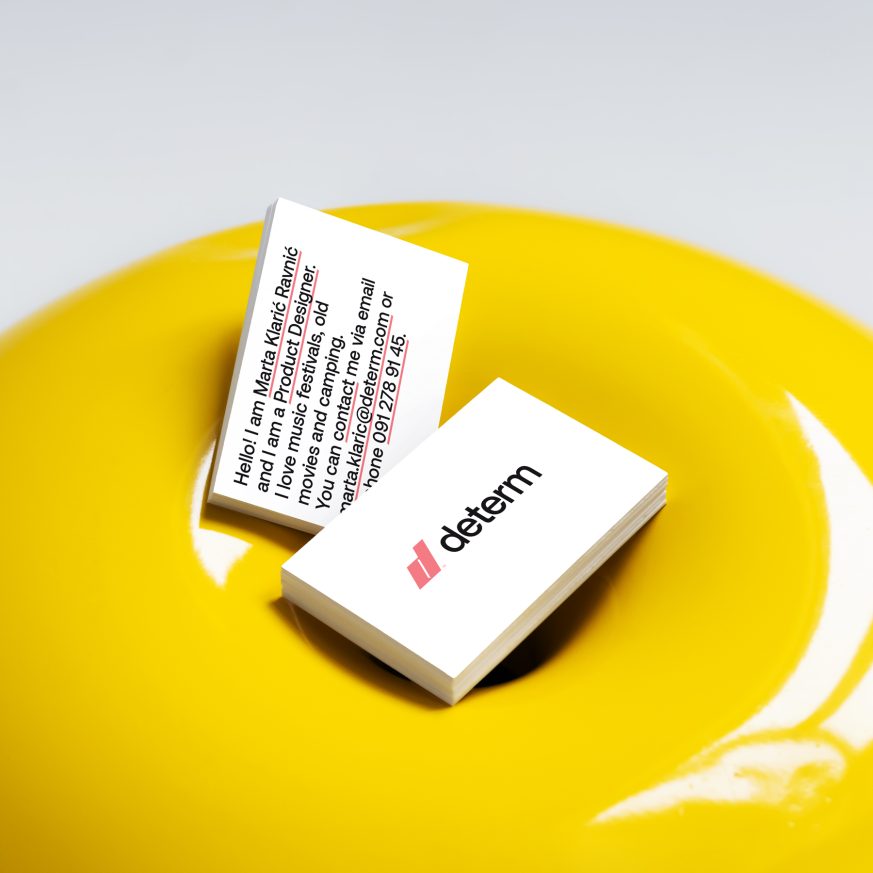 Hello! I am Marta Klarić Ravnić
and I am a Product Designer.
I love music festivals, old
movies and camping.
You can contact me via email
marta.klaric@determ.com or
hone 091 278 91 45.
determ